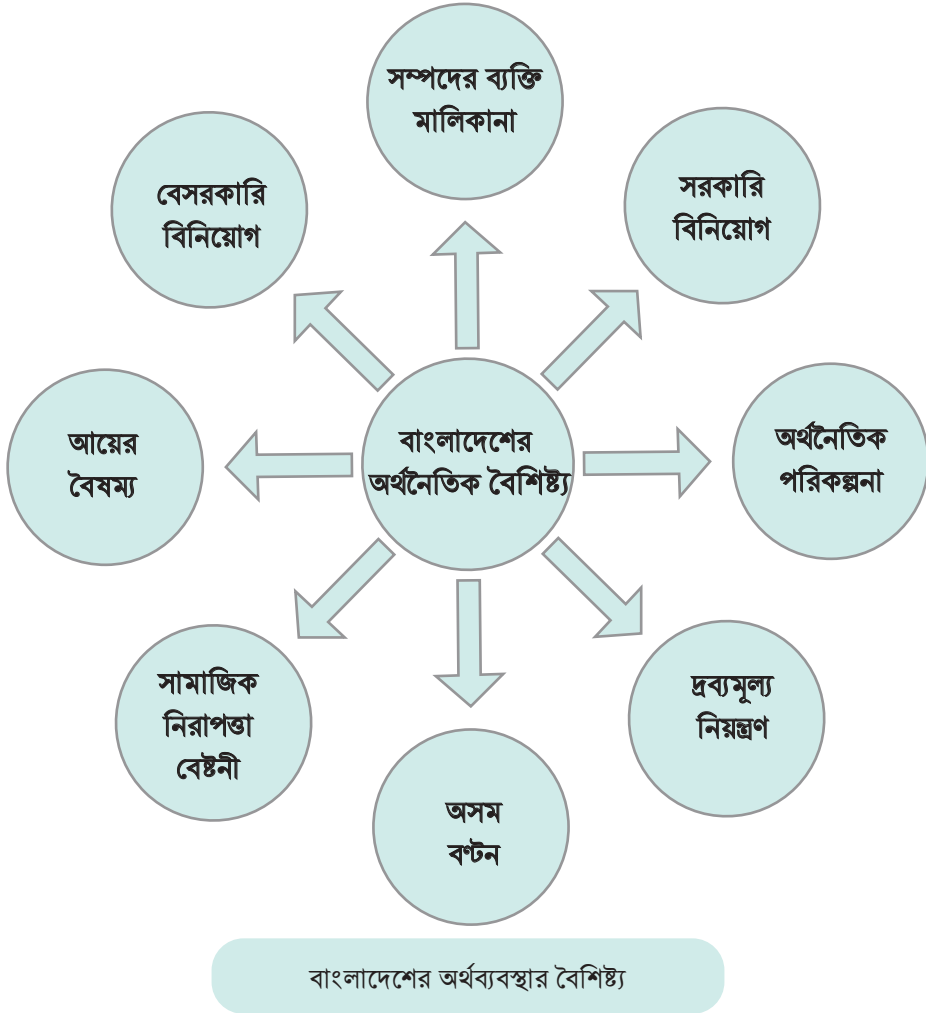 সম্পদের ব্যক্তি
মালিকানা
সরকারি
বিনিয়োগ
অর্থনৈতিক
পরিকল্পনা
দ্রব্যমূল্য
নিয়ন্ত্রণ
অসম
বণ্টন
সামাজিক
নিরাপত্তা
বেষ্টনী
আয়ের
বৈষম্য
বেসরকারি
বিনিয়োগ
বাংলাদেশের
অর্থনৈতিক বৈশিষ্ট্য
বাংলাদেশের অর্থব্যবস্থার বৈশিষ্ট্য